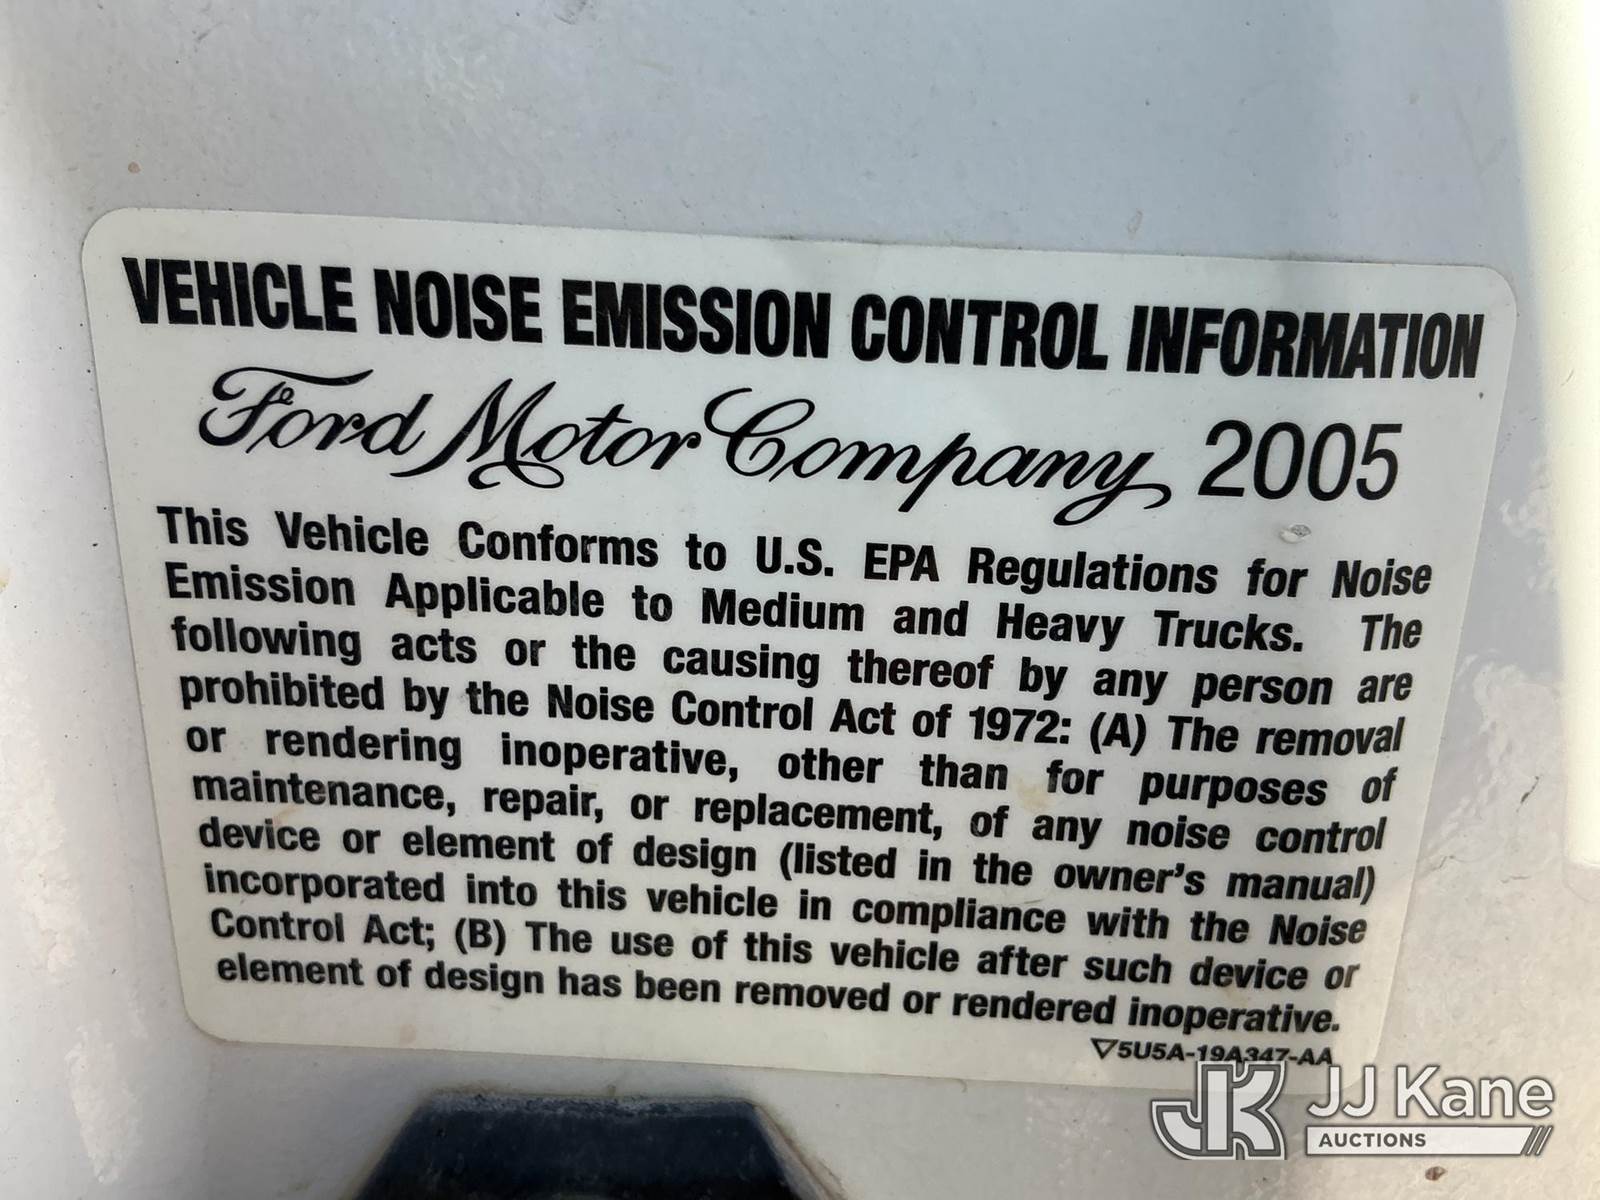 VEHICLE NOISE EMISSION CONTROL INFORMATION
Ford Motor Company 2005
This Vehicle Conforms to U.S. EPA Regulations for Noise
Emission Applicable to Medium and Heavy Trucks. The
following acts or the causing thereof by any person are
prohibited by the Noise Control Act of 1972: (A) The removal
or rendering inoperative, other than for purposes of
maintenance, repair, or replacement, of any noise control
device or element of design (listed in the owner's manual)
incorporated into this vehicle in compliance with the Noise
Control Act; (B) The use of this vehicle after such device or
element of design has been removed or rendered inoperative.
▽5U5A-19A347-AA
JK JJ Kane
AUCTIONS